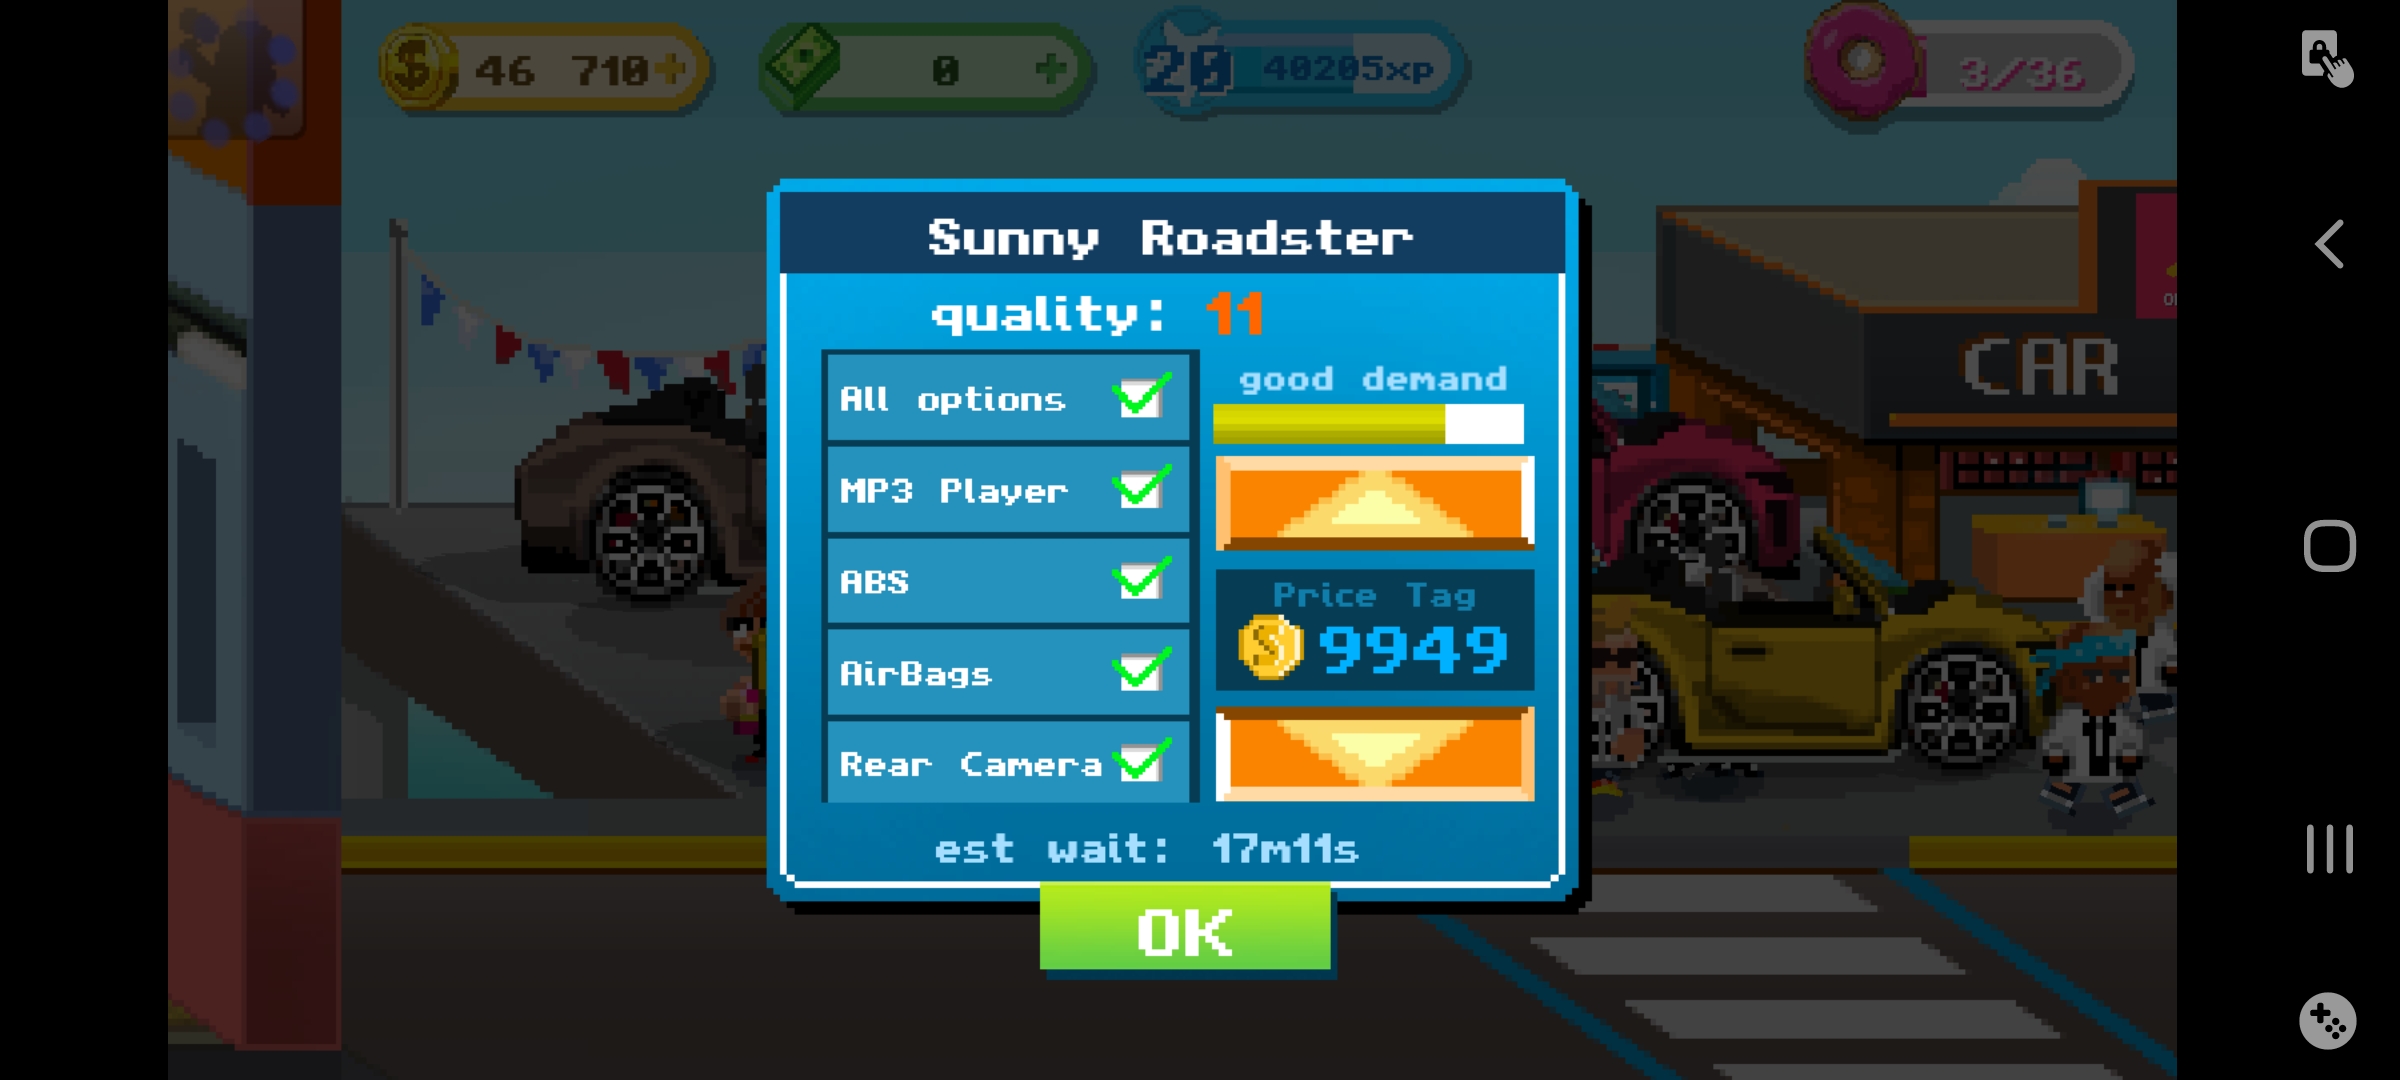 46 710
0
20 40205xp
3/36
Sunny Roadster
quality: 11
All options
MP3 Player
ABS
AirBags
Rear Camera
good demand
Price Tag
9949
est wait: 17m11s
OK
CAR